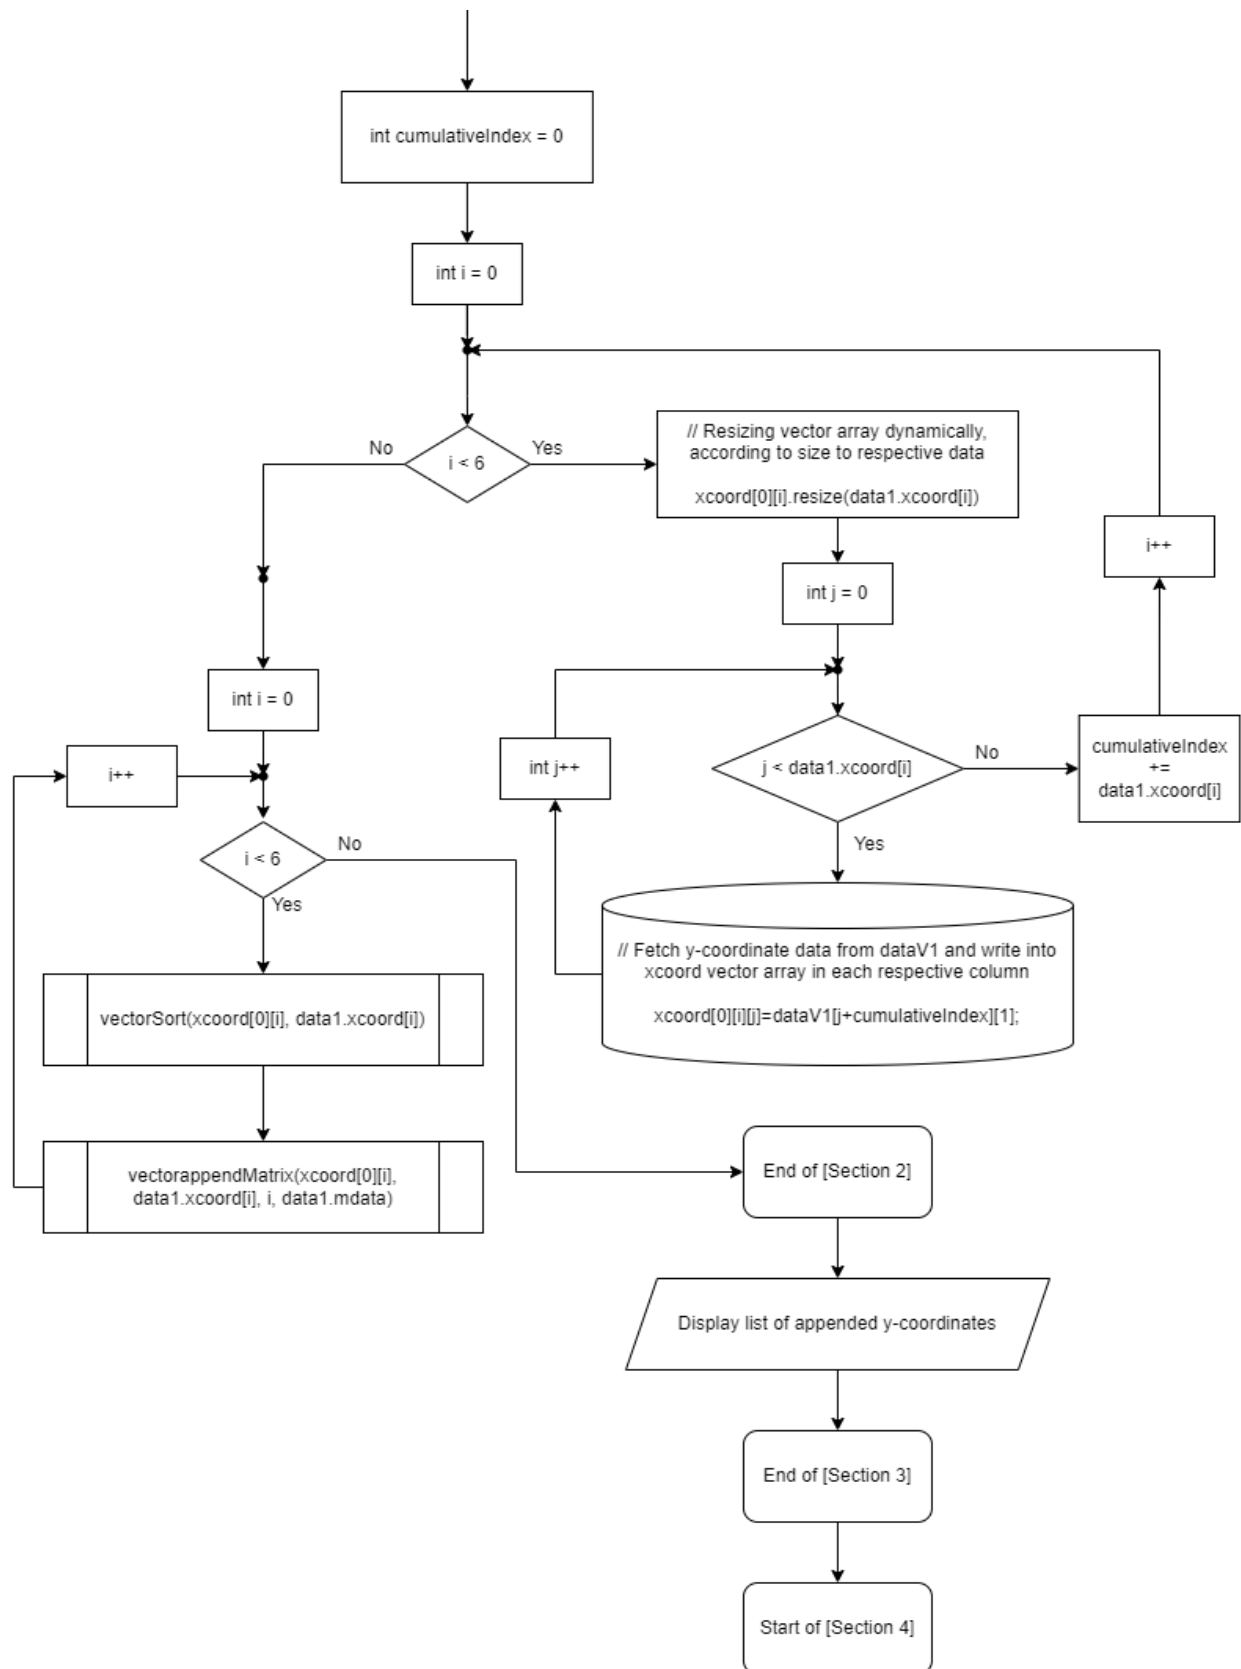 int cumulativeIndex = 0
int i = 0
No
i < 6
Yes
// Resizing vector array dynamically,
according to size to respective data
xcoord[0][i].resize(data1.xcoord[i])
i++
int j = 0
int i = 0
i++
int j++
j < data1.xcoord[i]
No
cumulativeIndex
+=
data1.xcoord[i]
Yes
i < 6
No
Yes
// Fetch y-coordinate data from dataV1 and write into
xcoord vector array in each respective column
xcoord[0][i][j]=dataV1[j+cumulativeIndex][1];
vectorSort(xcoord[0][i], data1.xcoord[i])
vectorappendMatrix(xcoord[0][i],
data1.xcoord[i], i, data1.mdata)
End of [Section 2]
Display list of appended y-coordinates
End of [Section 3]
Start of [Section 4]